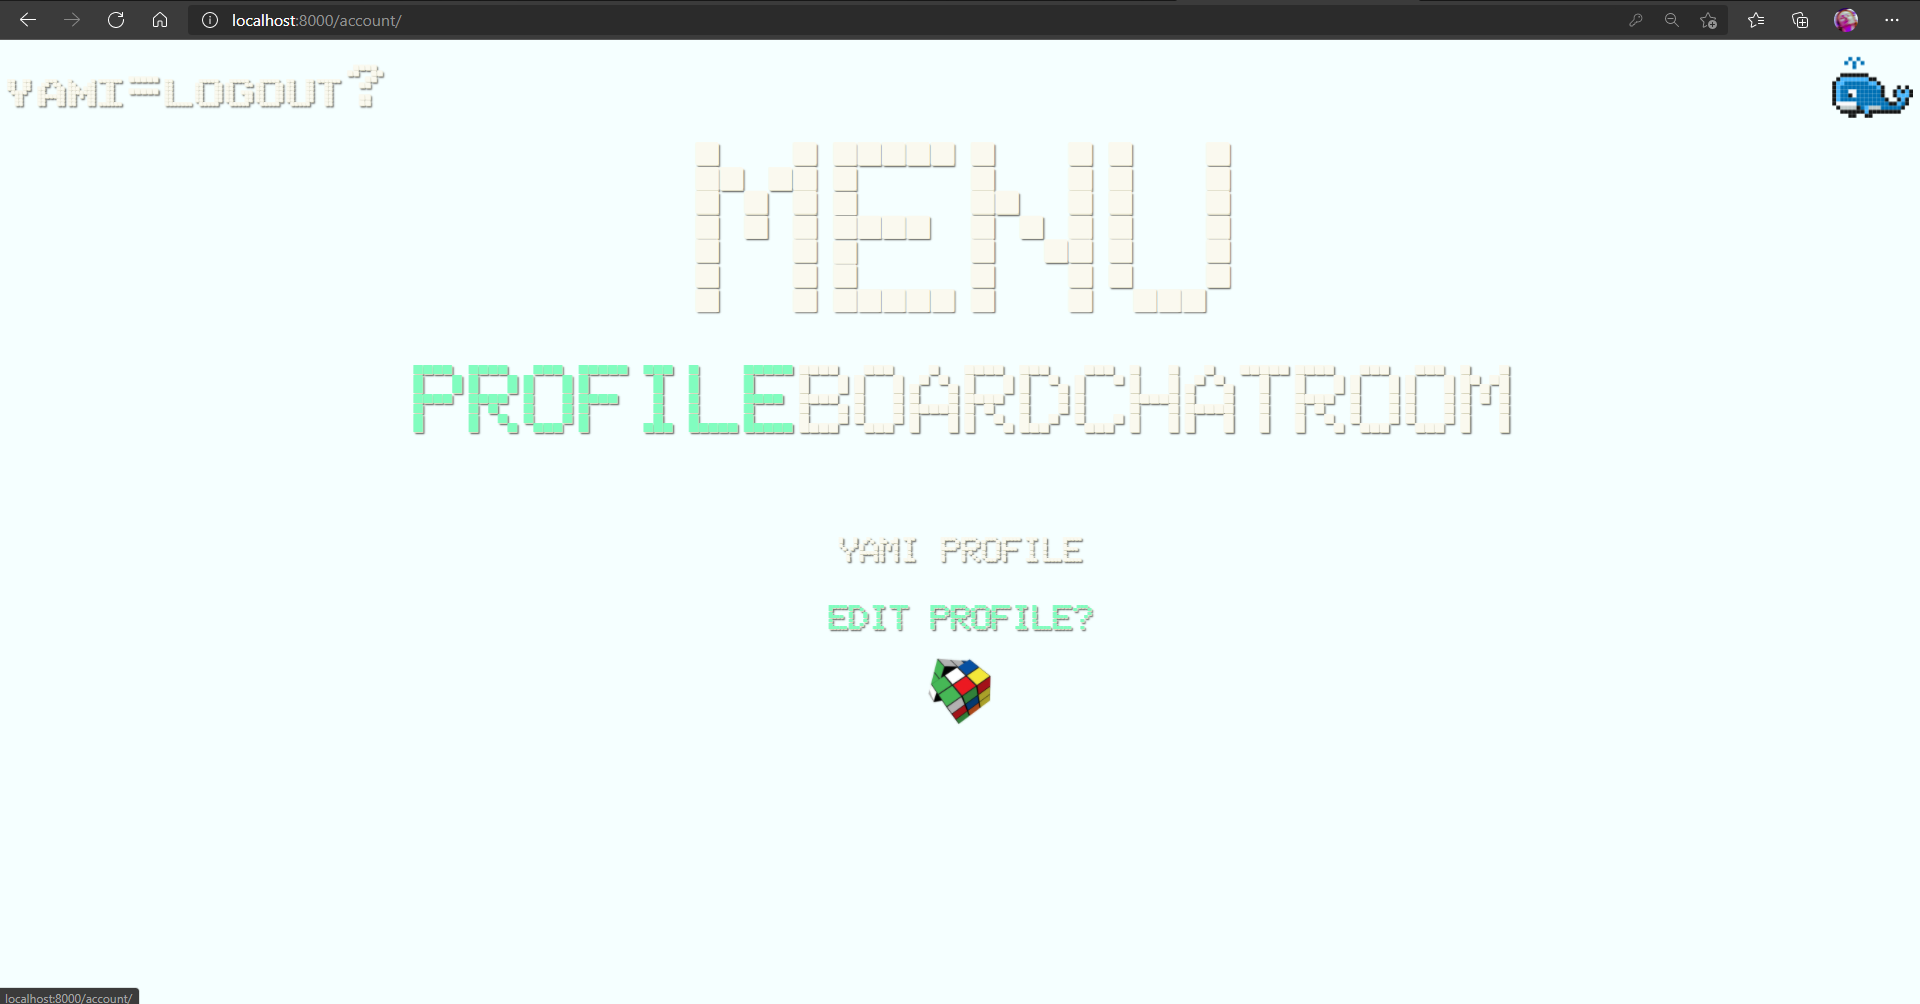 localhost:8000/account/
YAMI=LOGOUT?
MENU
PROFILEBOARDCHATROOM
YAMI PROFILE
EDIT PROFILE?
localhost:8000/account/